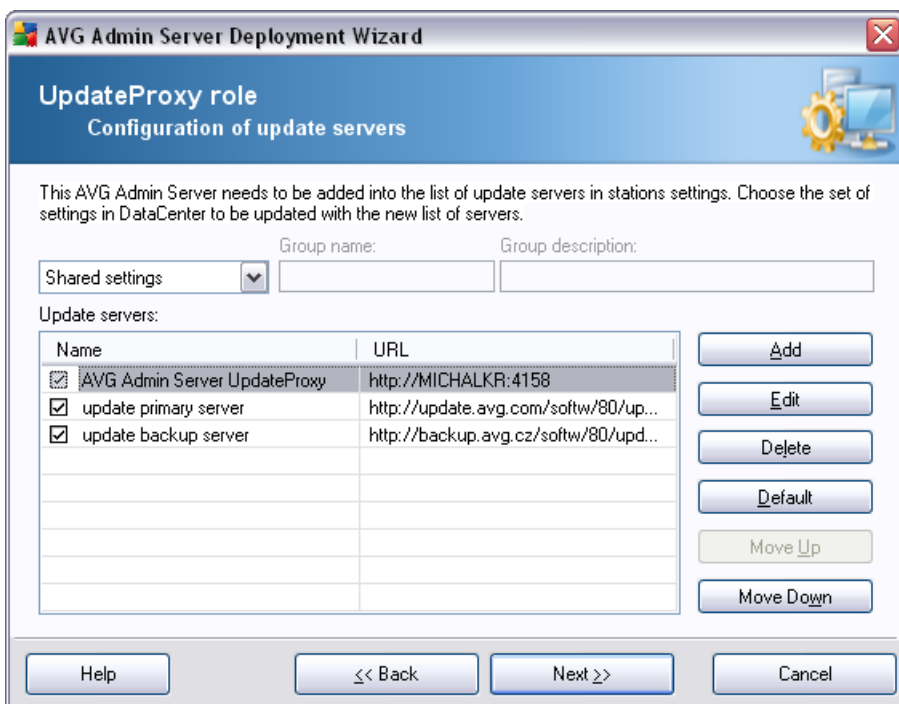 AVG Admin Server Deployment Wizard
UpdateProxy role
Configuration of update servers
This AVG Admin Server needs to be added into the list of update servers in stations settings. Choose the set of
settings in DataCenter to be updated with the new list of servers.
Group name: Group description:
Shared settings
Update servers:
Name URL
AVG Admin Server UpdateProxy http://MICHALKR:4158
update primary server http://update.avg.com/softw/80/up...
update backup server http://backup.avg.cz/softw/80/upd...
Add
Edit
Delete
Default
Move Up
Move Down
Help << Back Next >> Cancel